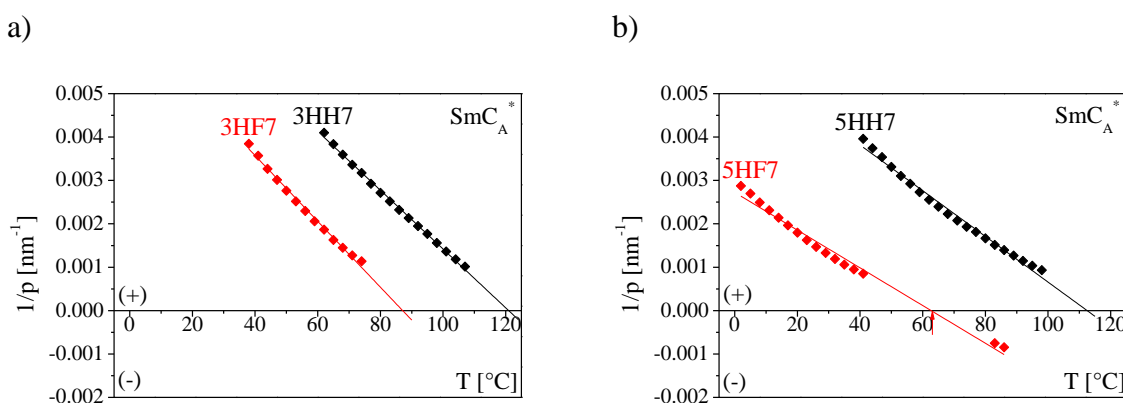 a)
0.005
0.004
0.003
0.002
0.001
0.000
-0.001
-0.002
1/p [nm-1]
3HF7
3HH7
SmCA*
(+)
(-)
0 20 40 60 80 100 120
T [°C]
b)
0.005
0.004
0.003
0.002
0.001
0.000
-0.001
-0.002
1/p [nm-1]
5HF7
5HH7
SmCA*
(+)
(-)
0 20 40 60 80 100 120
T [°C]